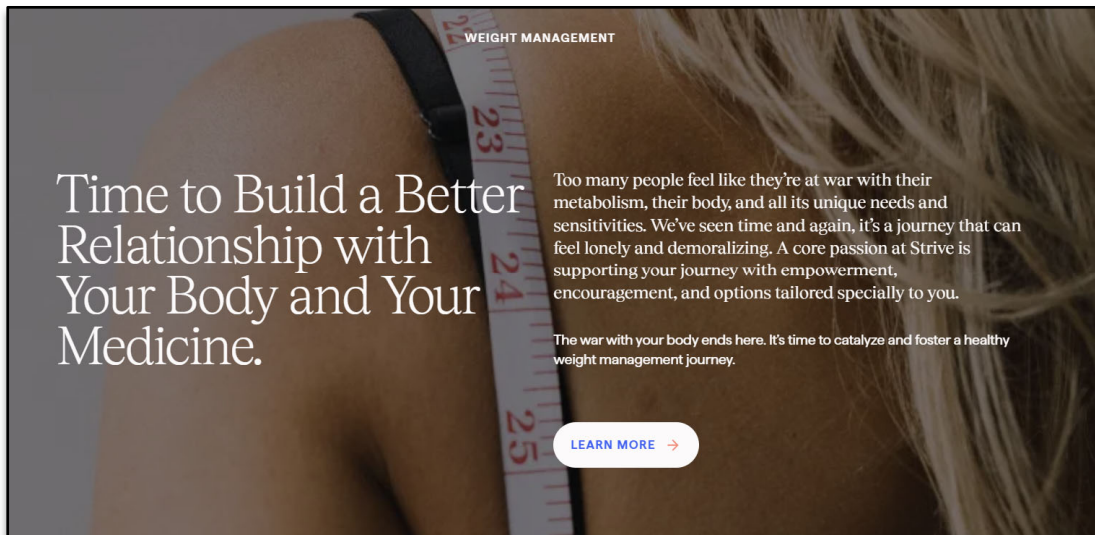 WEIGHT MANAGEMENT
Time to Build a Better
Relationship with
Your Body and Your
Medicine.
Too many people feel like they’re at war with their
metabolism, their body, and all its unique needs and
sensitivities. We’ve seen time and again, it’s a journey that can
feel lonely and demoralizing. A core passion at Strive is
supporting your journey with empowerment,
encouragement, and options tailored specially to you.
The war with your body ends here. It's time to catalyze and foster a healthy
weight management journey.
LEARN MORE →
22
23
24
25